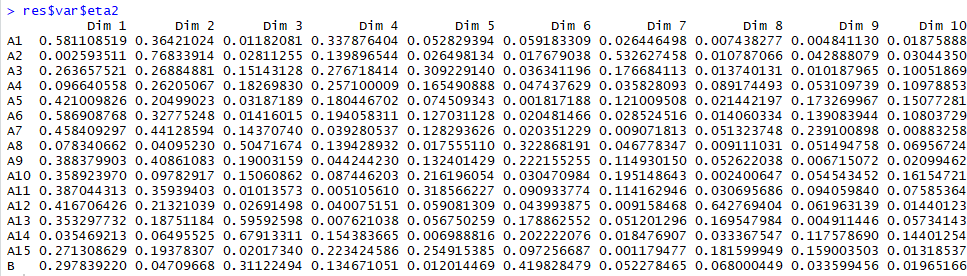 > res$var$eta2
Dim 1 Dim 2 Dim 3 Dim 4 Dim 5 Dim 6 Dim 7 Dim 8 Dim 9 Dim 10
A1 0.581108519 0.36421024 0.01182081 0.337876404 0.052829394 0.059183309 0.026446498 0.007438277 0.004841130 0.01875888
A2 0.002593511 0.76833914 0.02811255 0.139896544 0.026498134 0.017679038 0.532627458 0.010787066 0.042888079 0.03044350
A3 0.263657521 0.26884881 0.15143128 0.276718414 0.309229140 0.036341196 0.176684113 0.013740131 0.010187965 0.10051869
A4 0.096640558 0.26205067 0.18269830 0.257100009 0.165490888 0.047437629 0.035828093 0.089174493 0.053109739 0.10978853
A5 0.421009826 0.20499023 0.03187189 0.180446702 0.074509343 0.001817188 0.121009508 0.021442197 0.173269967 0.15077281
A6 0.586908768 0.32775248 0.01416015 0.194058311 0.127031128 0.020481466 0.028524516 0.014060334 0.139083944 0.10803729
A7 0.458409297 0.44128594 0.14370740 0.039280537 0.128293626 0.020351229 0.009071813 0.051323748 0.239100898 0.00883258
A8 0.078340662 0.04095230 0.50471674 0.139428932 0.017555110 0.322868191 0.046778347 0.009111031 0.051494758 0.06956724
A9 0.388379903 0.40861083 0.19003159 0.044244230 0.132401429 0.222155255 0.114930150 0.052622038 0.006715072 0.02099462
A10 0.358923970 0.09782917 0.15060862 0.087446203 0.216196054 0.030470984 0.195148643 0.002400647 0.054543452 0.16154721
A11 0.387044313 0.35939403 0.01013573 0.005105610 0.318566227 0.090933774 0.114162946 0.030695686 0.094059840 0.07585364
A12 0.416706426 0.21321039 0.02691498 0.040075151 0.059081309 0.043993875 0.009158468 0.642769404 0.061963139 0.01440123
A13 0.353297732 0.18751184 0.59592598 0.007621038 0.056750259 0.178862552 0.051201296 0.169547984 0.004911446 0.05734143
A14 0.035469213 0.06495525 0.67913311 0.154383665 0.006988816 0.202222076 0.018476907 0.033367547 0.117578690 0.14401254
A15 0.271308629 0.19378307 0.02017340 0.223424586 0.254915385 0.097256687 0.001179477 0.181599949 0.159003503 0.01318537
B 0.297839220 0.04709668 0.31122494 0.134671051 0.012014469 0.419828479 0.052278465 0.068000449 0.033599456 0.01965166